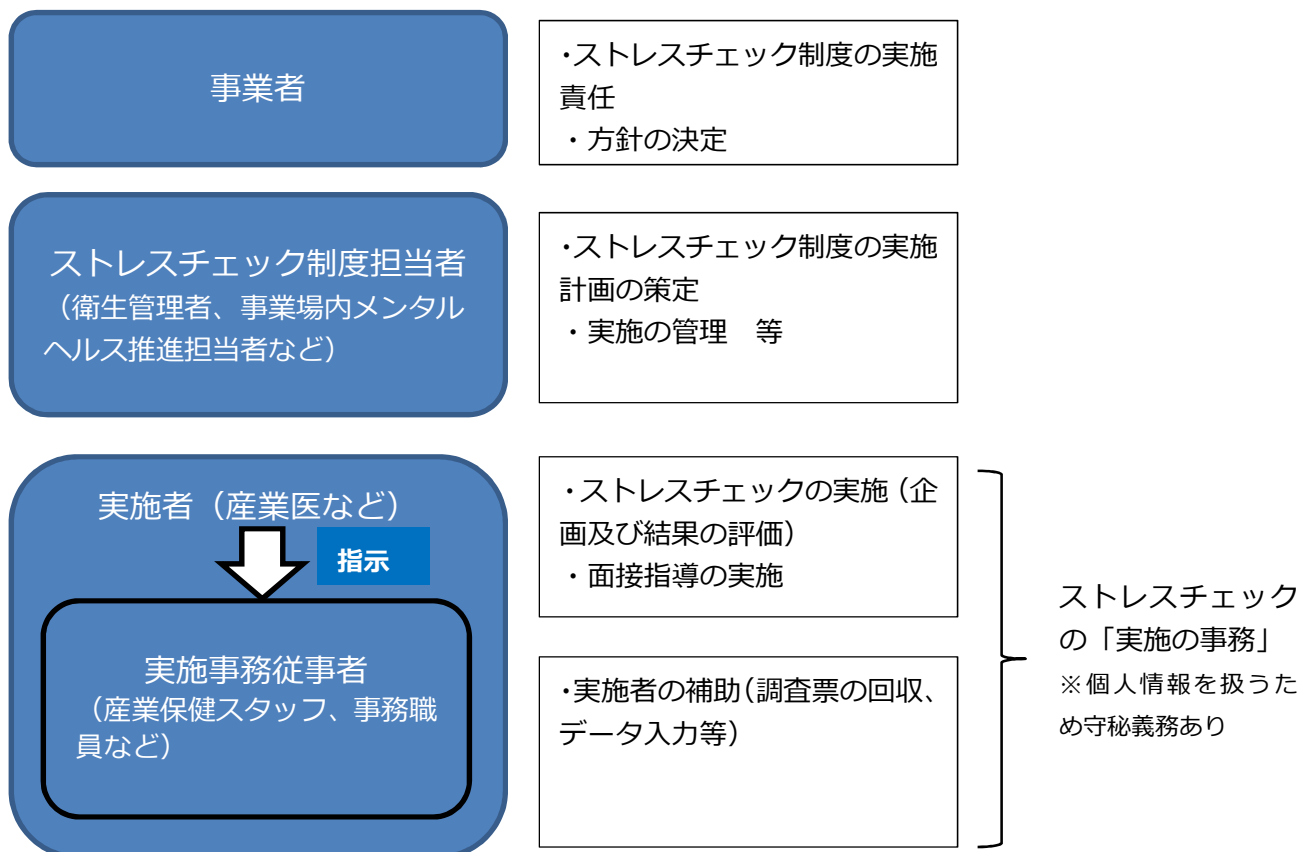 事業者
・ストレスチェック制度の実施
責任
・方針の決定
ストレスチェック制度担当者
（衛生管理者、事業場内メンタル
ヘルス推進担当者など）
・ストレスチェック制度の実施
計画の策定
・実施の管理　等
実施者（産業医など）
指示
・ストレスチェックの実施（企
画及び結果の評価）
・面接指導の実施
実施事務従事者
（産業保健スタッフ、事務職
員など）
・実施者の補助（調査票の回収、
データ入力等）
ストレスチェック
の「実施の事務」
※個人情報を扱うた
め守秘義務あり